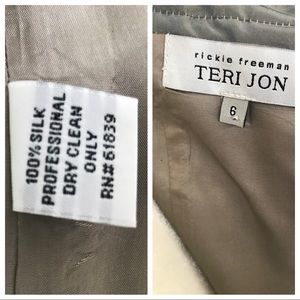 100% SILK
PROFESSIONAL
DRY CLEAN
ONLY
RN# 61839
rickie freeman
TERI JON
6